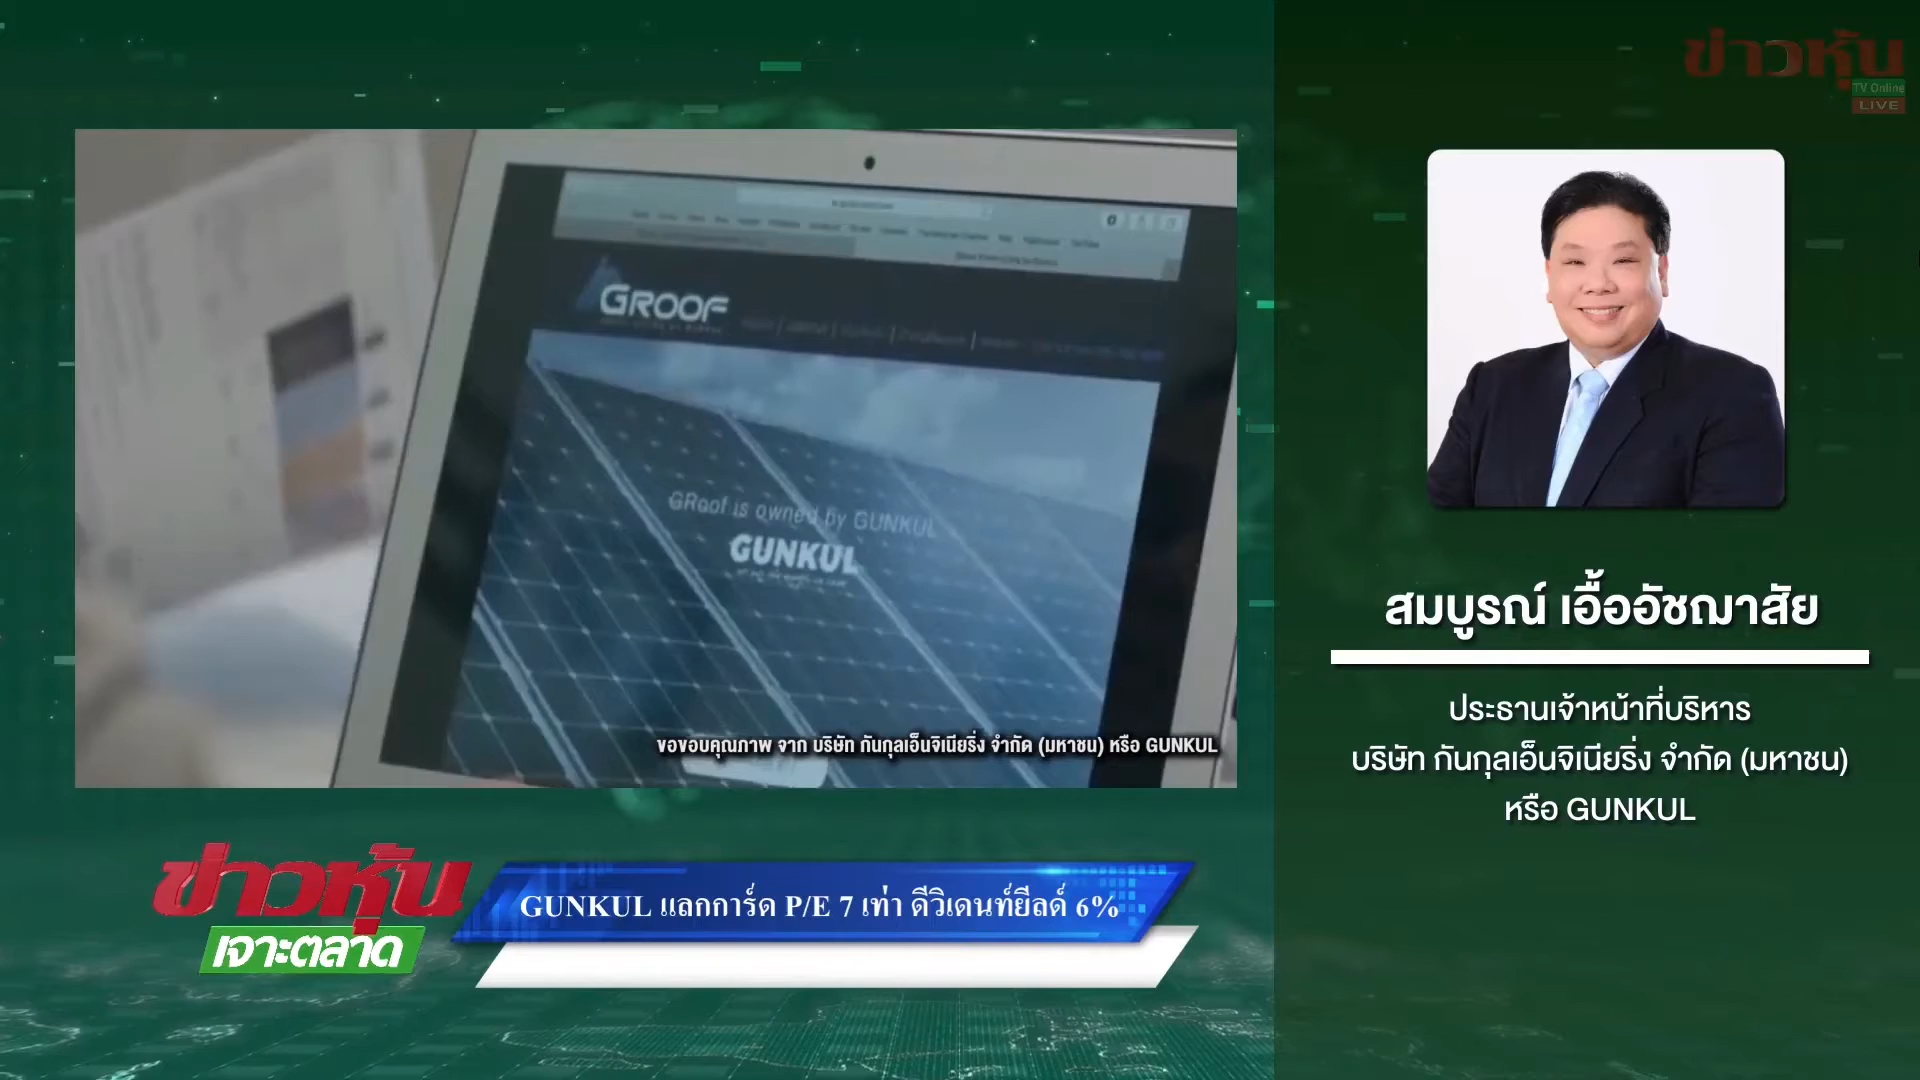 ข่าวหุ้น
TV Online
LIVE
GROOF
GRoof is owned by GUNKUL
GUNKUL
ขอขอบคุณภาพ จาก บริษัท กันกุลเอ็นจิเนียริ่ง จำกัด (มหาชน) หรือ GUNKUL
สมบูรณ์ เอื้ออัชฌาสัย
ประธานเจ้าหน้าที่บริหาร
บริษัท กันกุลเอ็นจิเนียริ่ง จำกัด (มหาชน)
หรือ GUNKUL
ข่าวหุ้น
เจาะตลาด
GUNKUL แลกการ์ด P/E 7 เท่า ดีวิเดนท์ยีลด์ 6%